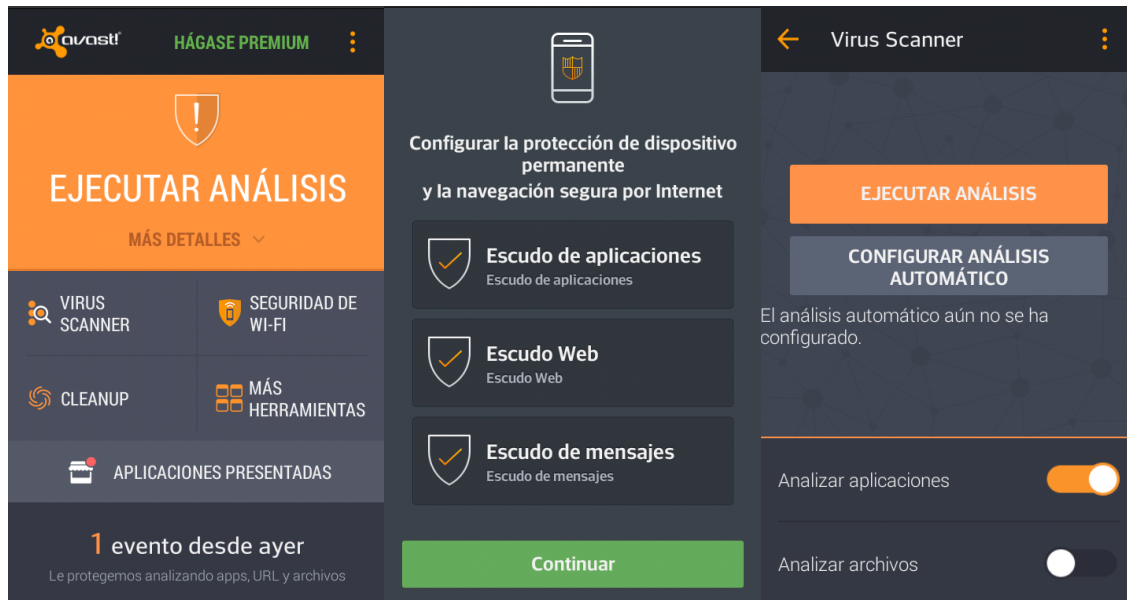 avast!
HÁGASE PREMIUM
EJECUTAR ANÁLISIS
MÁS DETALLES
VIRUS
SCANNER
SEGURIDAD DE
WI-FI
CLEANUP
MÁS
HERRAMIENTAS
APLICACIONES PRESENTADAS
1 evento desde ayer
Le protegemos analizando apps, URL y archivos
Configurar la protección de dispositivo
permanente
y la navegación segura por Internet
Escudo de aplicaciones
Escudo de aplicaciones
Escudo Web
Escudo Web
Escudo de mensajes
Escudo de mensajes
Continuar
Virus Scanner
EJECUTAR ANÁLISIS
CONFIGURAR ANÁLISIS
AUTOMÁTICO
El análisis automático aún no se ha
configurado.
Analizar aplicaciones
Analizar archivos